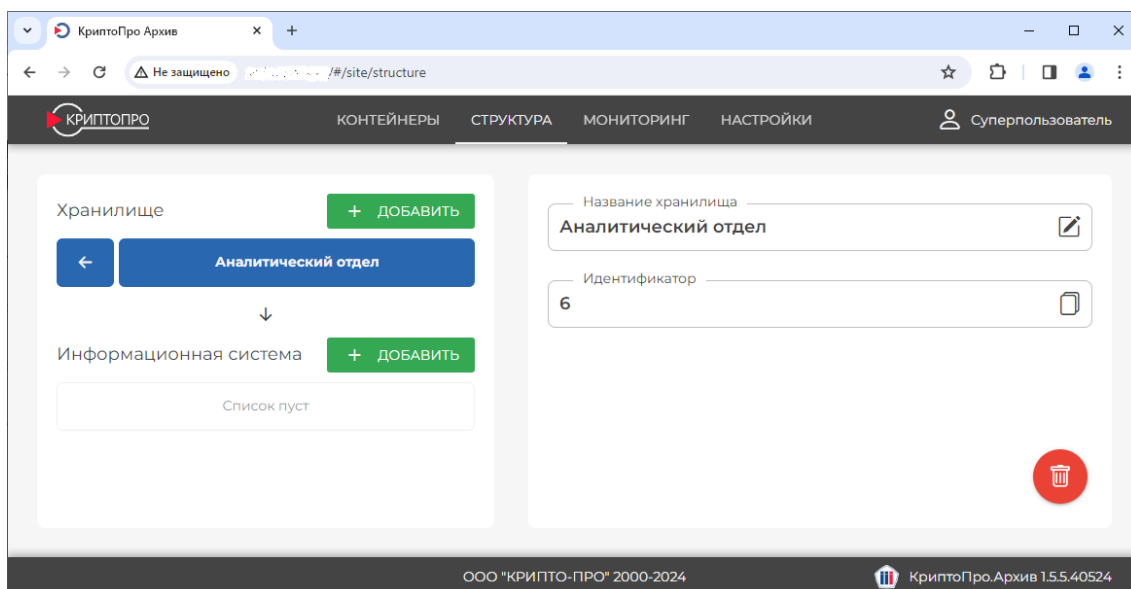 КриптоПро Архив
Не защищено /#/site/structure
КРИПТОПРО КОНТЕЙНЕРЫ СТРУКТУРА МОНИТОРИНГ НАСТРОЙКИ Суперпользователь
Хранилище + ДОБАВИТЬ
Аналитический отдел
Информационная система + ДОБАВИТЬ
Список пуст
Название хранилища
Аналитический отдел
Идентификатор
6
ООО "КРИПТО-ПРО" 2000-2024 КриптоПро.Архив 1.5.5.40524